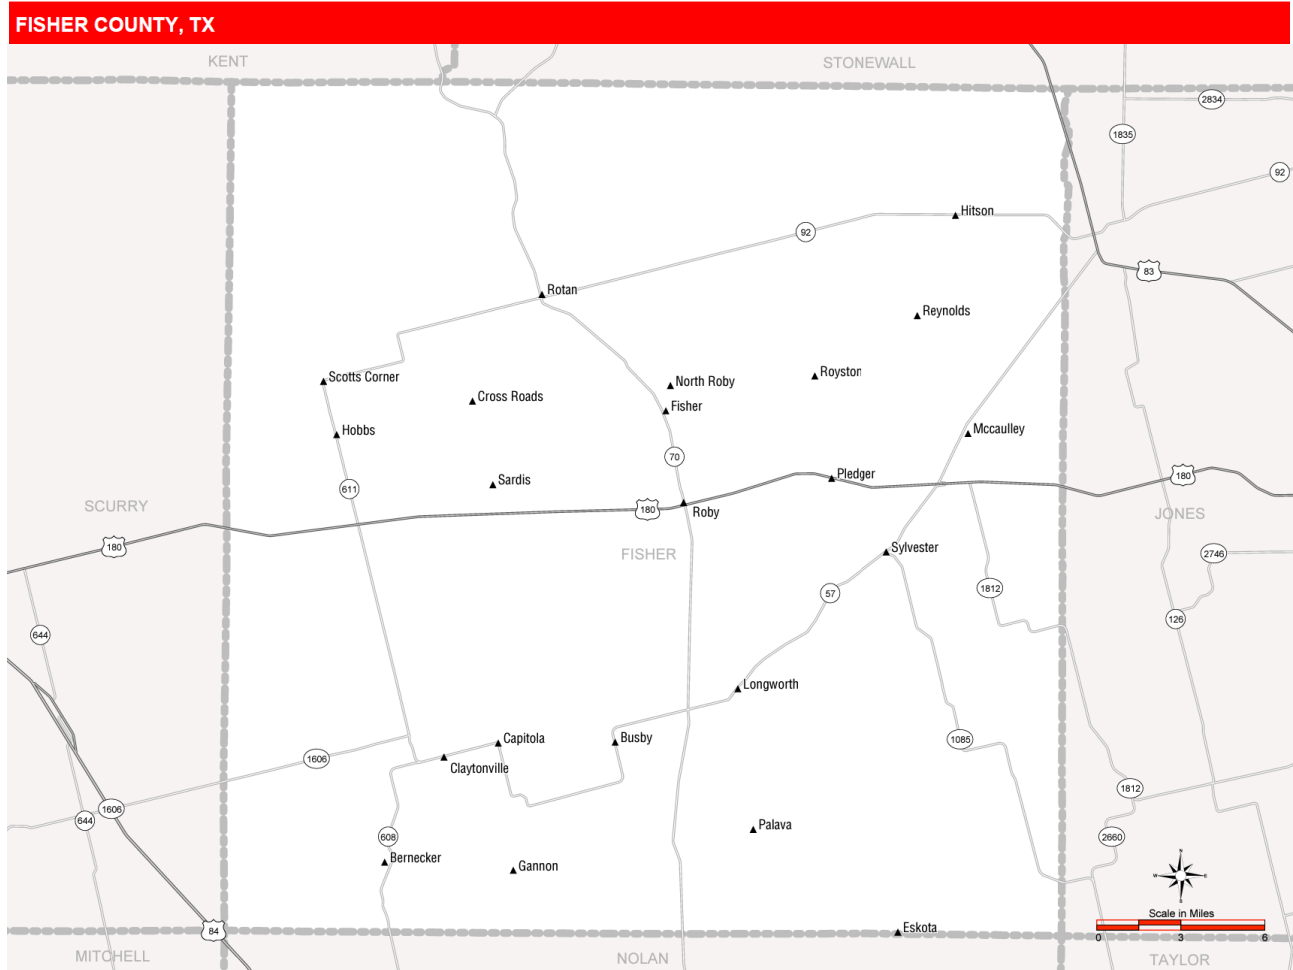 FISHER COUNTY, TX
KENT
STONEWALL
2834
1835
92
Hitson
92
83
Rotan
Reynolds
Scotts Corner
North Roby
Royston
Cross Roads
Fisher
Hobbs
Mccaulley
70
Pledger
180
Sardis
611
SCURRY
180
Roby
JONES
180
FISHER
Sylvester
2746
1812
57
126
644
Longworth
Capitola
Busby
1085
1606
Claytonville
1812
1606
644
Palava
608
2660
Bernecker
Gannon
N
W
E
S
Scale in Miles
84
Eskota
0
3
6
MITCHELL
NOLAN
TAYLOR